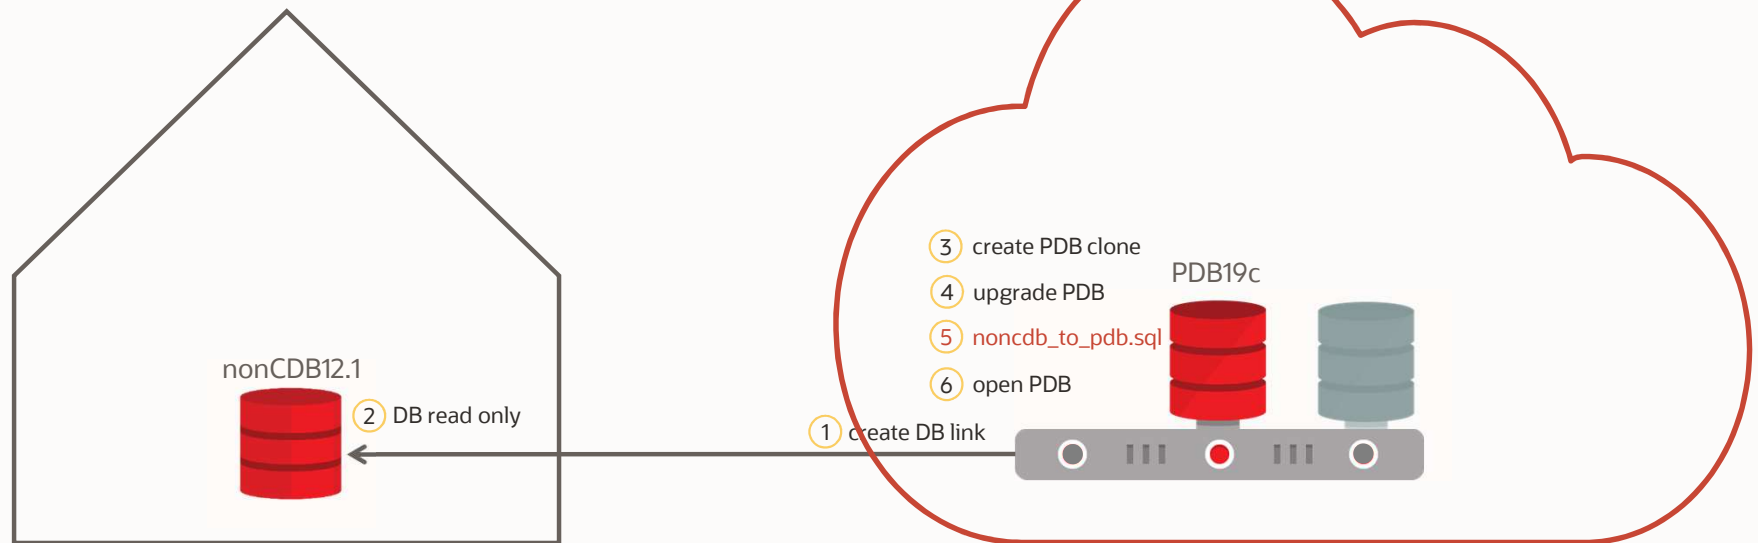 3 create PDB clone
PDB19c
4 upgrade PDB
5 noncdb_to_pdb.sql
nonCDB12.1
6 open PDB
2 DB read only
1 create DB link